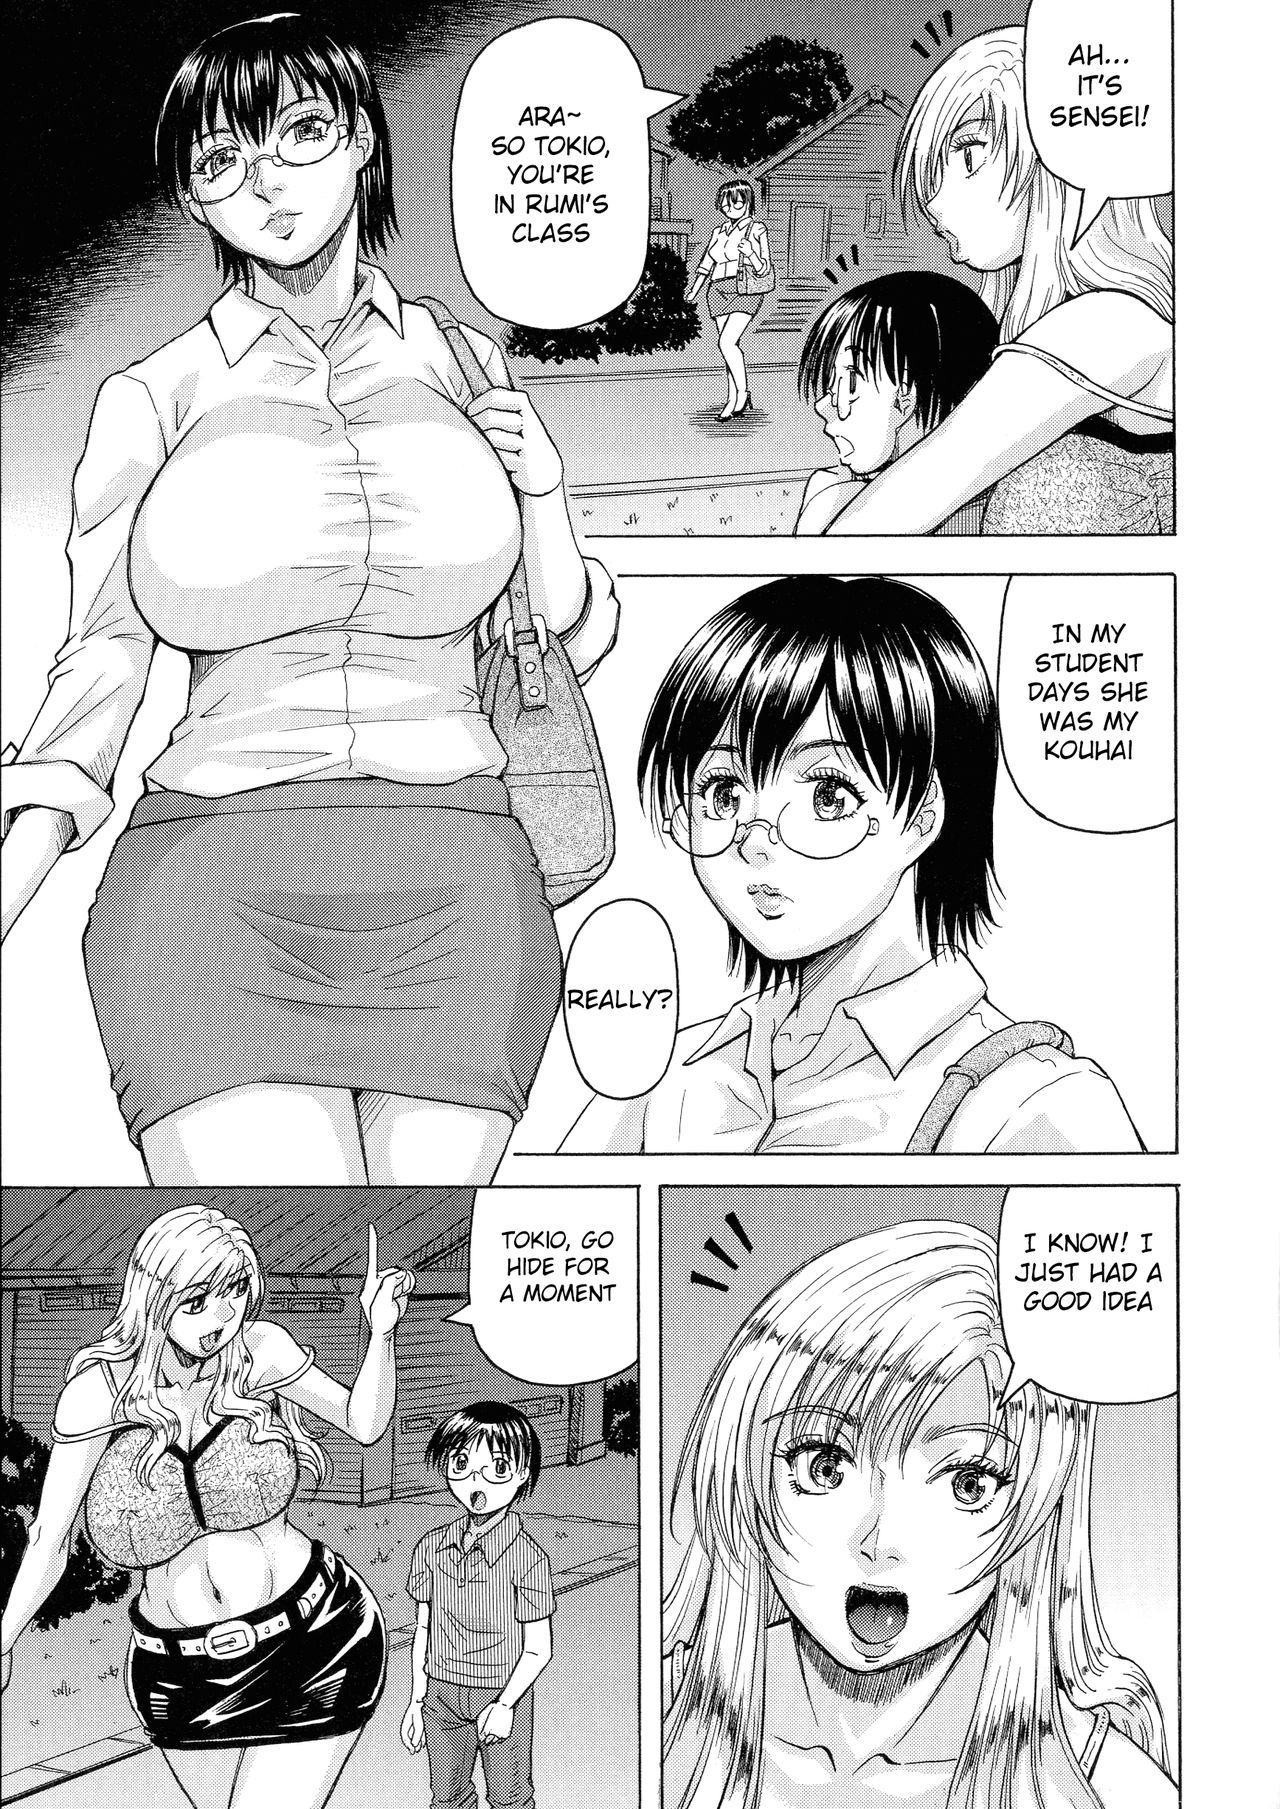 AH...
IT'S
SENSEI!
ARA~
SO TOKIO,
YOU'RE
IN RUMI'S
CLASS
IN MY
STUDENT
DAYS SHE
WAS MY
KOUHAI
REALLY?
I KNOW! I
JUST HAD A
GOOD IDEA
TOKIO, GO
HIDE FOR
A MOMENT